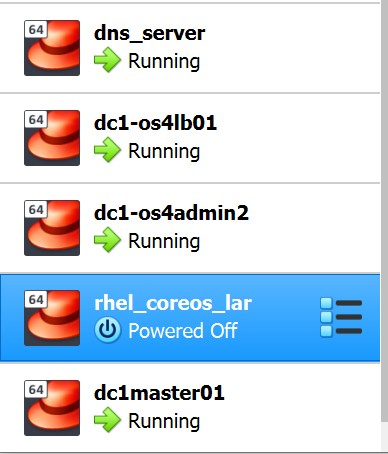 64
dns_server
Running
64
dc1-os4lb01
Running
64
dc1-os4admin2
Running
64
rhel_coreos_lar
Powered Off
64
dc1master01
Running